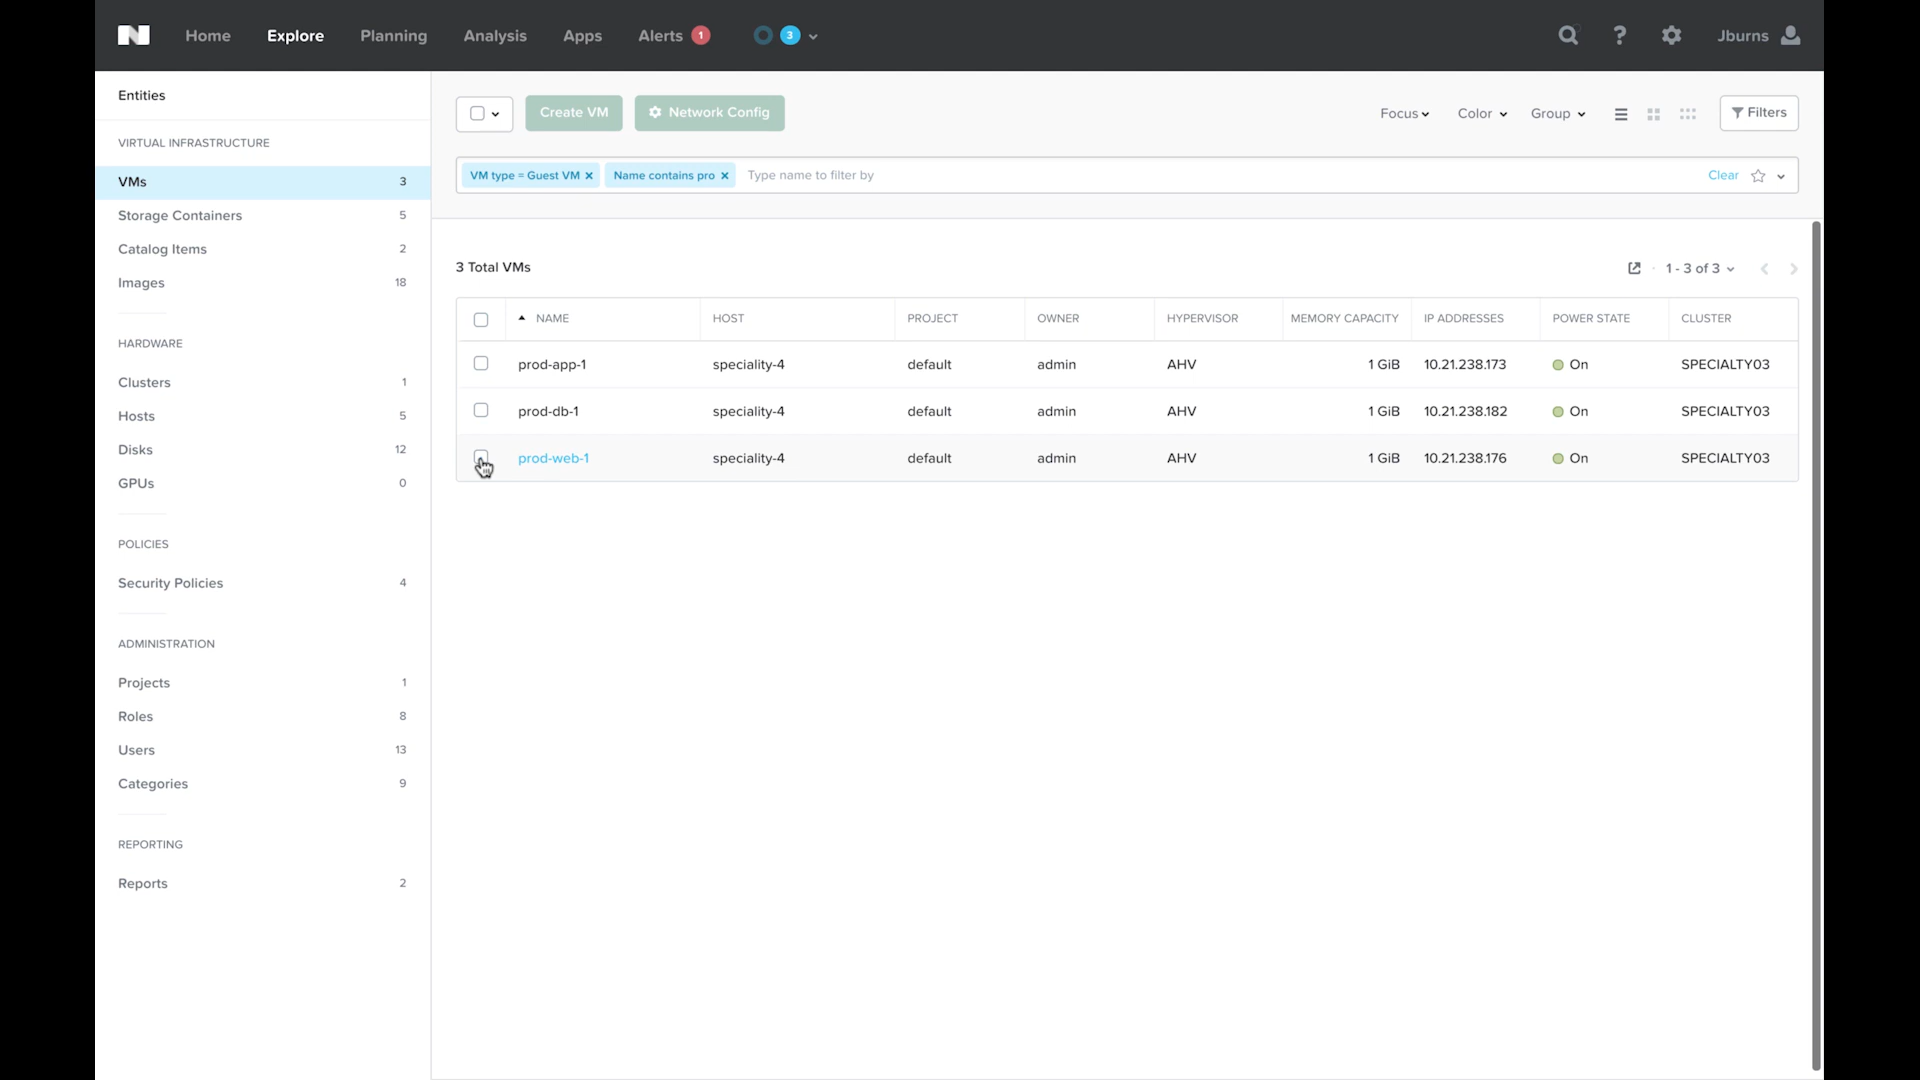 Home Explore Planning Analysis Apps Alerts 1 3 ? Jburns
Entities
VIRTUAL INFRASTRUCTURE
VMs 3
Storage Containers 5
Catalog Items 2
Images 18
HARDWARE
Clusters 1
Hosts 5
Disks 12
GPUs 0
POLICIES
Security Policies 4
ADMINISTRATION
Projects 1
Roles 8
Users 13
Categories 9
REPORTING
Reports 2
Create VM Network Config Focus Color Group Filters
VM type = Guest VM × Name contains pro × Type name to filter by Clear
3 Total VMs 1 - 3 of 3
NAME HOST PROJECT OWNER HYPERVISOR MEMORY CAPACITY IP ADDRESSES POWER STATE CLUSTER
prod-app-1 speciality-4 default admin AHV 1 GiB 10.21.238.173 On SPECIALTY03
prod-db-1 speciality-4 default admin AHV 1 GiB 10.21.238.182 On SPECIALTY03
prod-web-1 speciality-4 default admin AHV 1 GiB 10.21.238.176 On SPECIALTY03